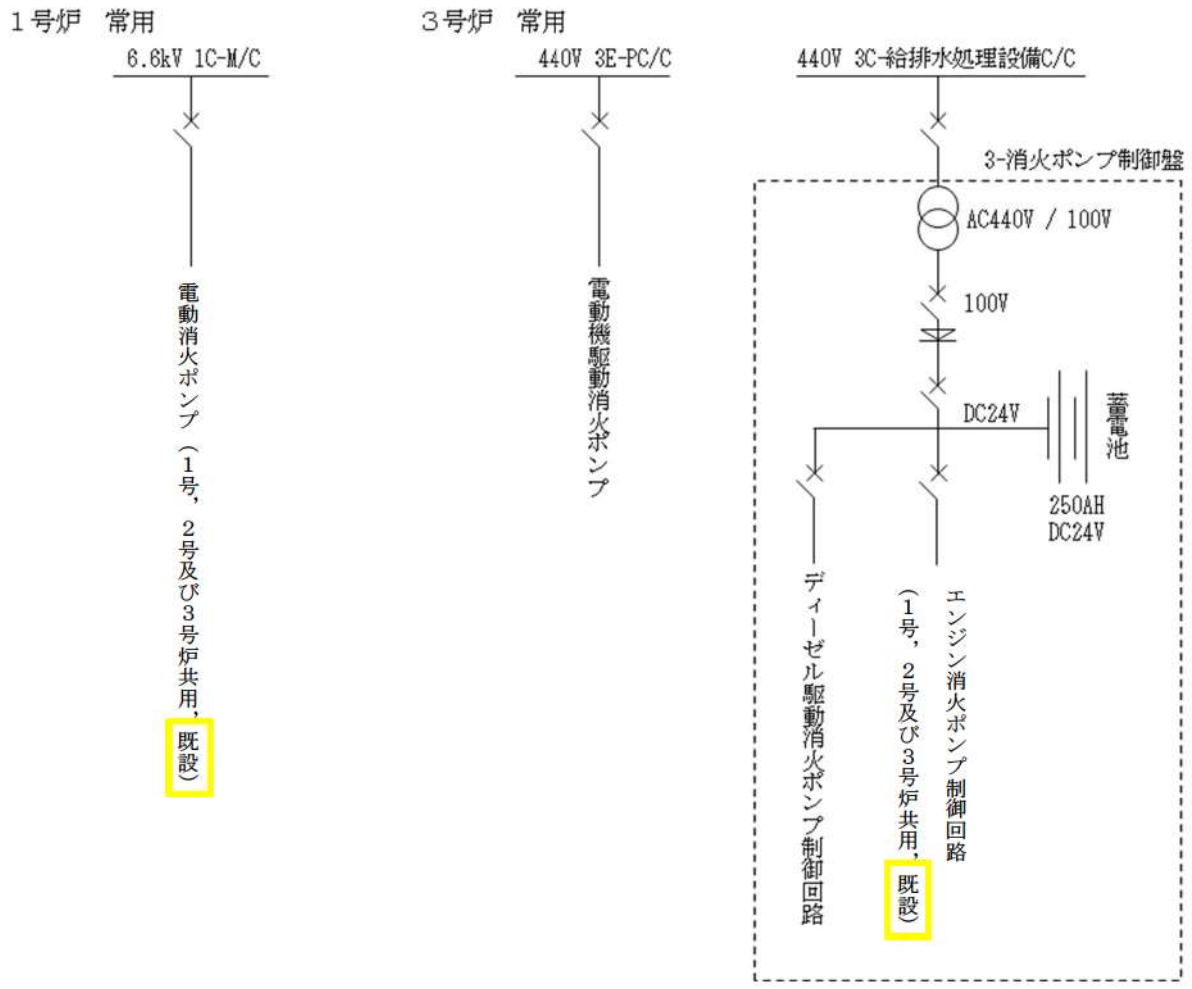 1号炉 常用
6.6kV 1C-M/C
電動消火ポンプ(1号,2号及び3号炉共用,既設)
3号炉 常用
440V 3E-PC/C
電動機駆動消火ポンプ
440V 3C-給排水処理設備C/C
3-消火ポンプ制御盤
AC440V / 100V
100V
DC24V
蓄電池
250AH
DC24V
エンジン消火ポンプ制御回路
(1号,2号及び3号炉共用,既設)
ディーゼル駆動消火ポンプ制御回路